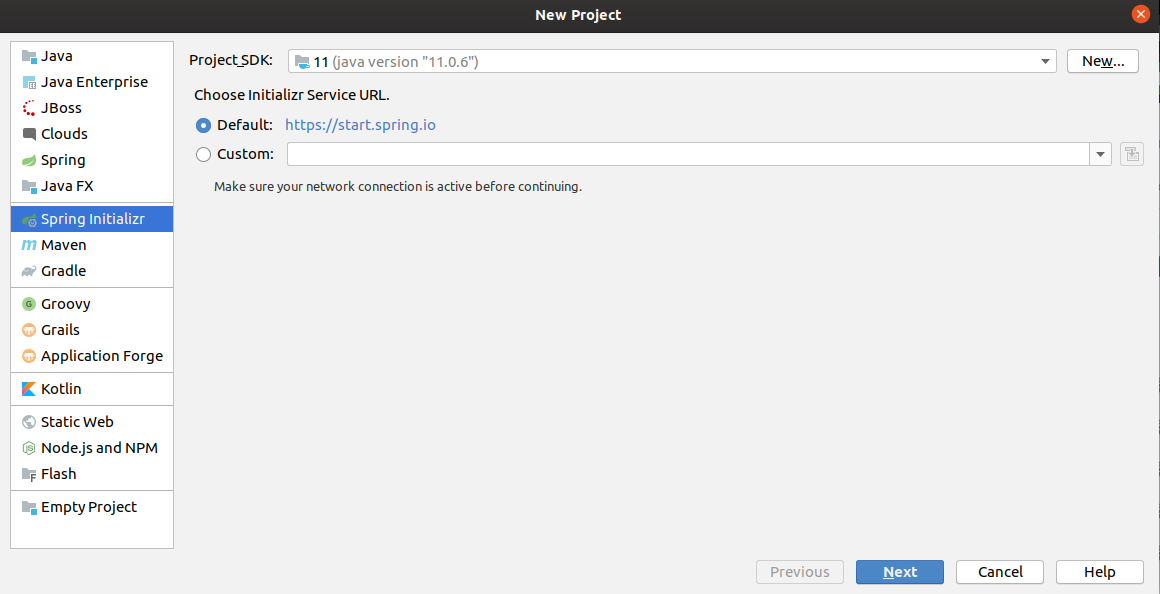 New Project
Java
Java Enterprise
JBoss
Clouds
Spring
Java FX
Spring Initializr
Maven
Gradle
Groovy
Grails
Application Forge
Kotlin
Static Web
Node.js and NPM
Flash
Empty Project
Project SDK: 11 (java version "11.0.6") New...
Choose Initializr Service URL.
Default: https://start.spring.io
Custom:
Make sure your network connection is active before continuing.
Previous Next Cancel Help